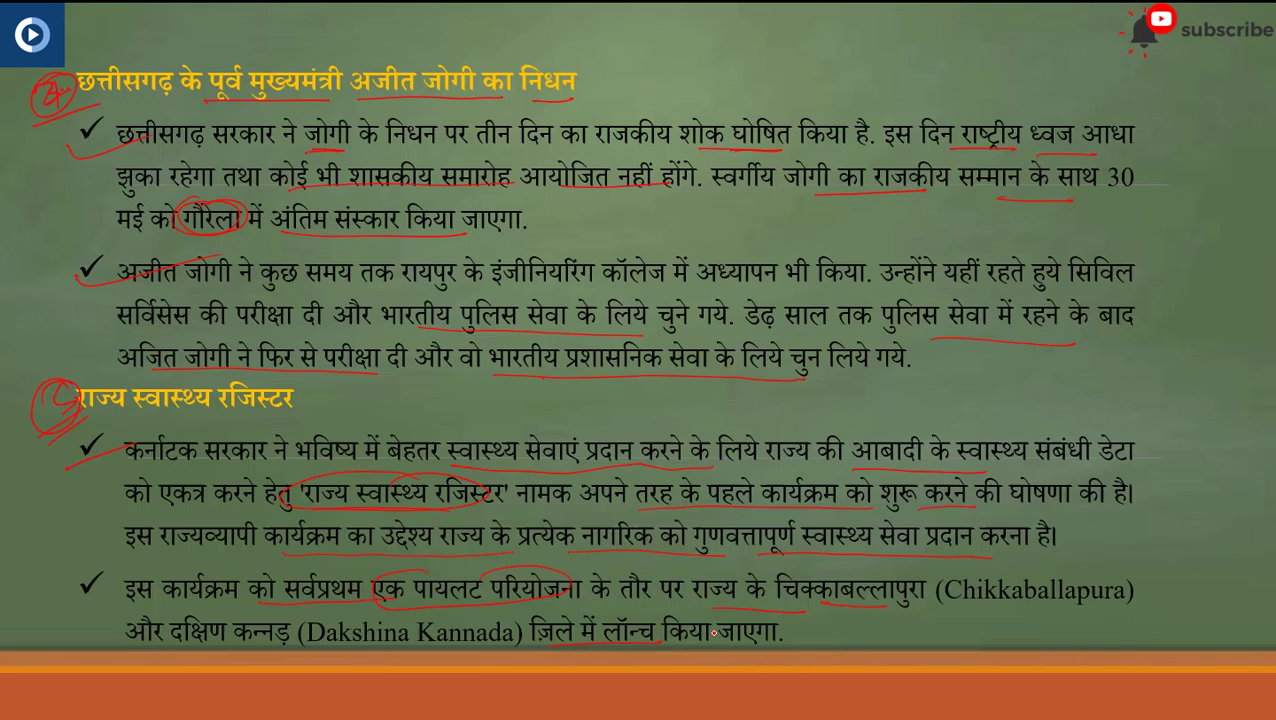 subscribe
छत्तीसगढ़ के पूर्व मुख्यमंत्री अजीत जोगी का निधन
छत्तीसगढ़ सरकार ने जोगी के निधन पर तीन दिन का राजकीय शोक घोषित किया है. इस दिन राष्ट्रीय ध्वज आधा
झुका रहेगा तथा कोई भी शासकीय समारोह आयोजित नहीं होंगे. स्वर्गीय जोगी का राजकीय सम्मान के साथ 30
मई को गौरेला में अंतिम संस्कार किया जाएगा.
अजीत जोगी ने कुछ समय तक रायपुर के इंजीनियरिंग कॉलेज में अध्यापन भी किया. उन्होंने यहीं रहते हुये सिविल
सर्विसेस की परीक्षा दी और भारतीय पुलिस सेवा के लिये चुने गये. डेढ़ साल तक पुलिस सेवा में रहने के बाद
अजित जोगी ने फिर से परीक्षा दी और वो भारतीय प्रशासनिक सेवा के लिये चुन लिये गये.
राज्य स्वास्थ्य रजिस्टर
कर्नाटक सरकार ने भविष्य में बेहतर स्वास्थ्य सेवाएं प्रदान करने के लिये राज्य की आबादी के स्वास्थ्य संबंधी डेटा
को एकत्र करने हेतु 'राज्य स्वास्थ्य रजिस्टर' नामक अपने तरह के पहले कार्यक्रम को शुरू करने की घोषणा की है।
इस राज्यव्यापी कार्यक्रम का उद्देश्य राज्य के प्रत्येक नागरिक को गुणवत्तापूर्ण स्वास्थ्य सेवा प्रदान करना है।
इस कार्यक्रम को सर्वप्रथम एक पायलट परियोजना के तौर पर राज्य के चिक्काबल्लापुरा (Chikkaballapura)
और दक्षिण कन्नड़ (Dakshina Kannada) ज़िले में लॉन्च किया जाएगा.